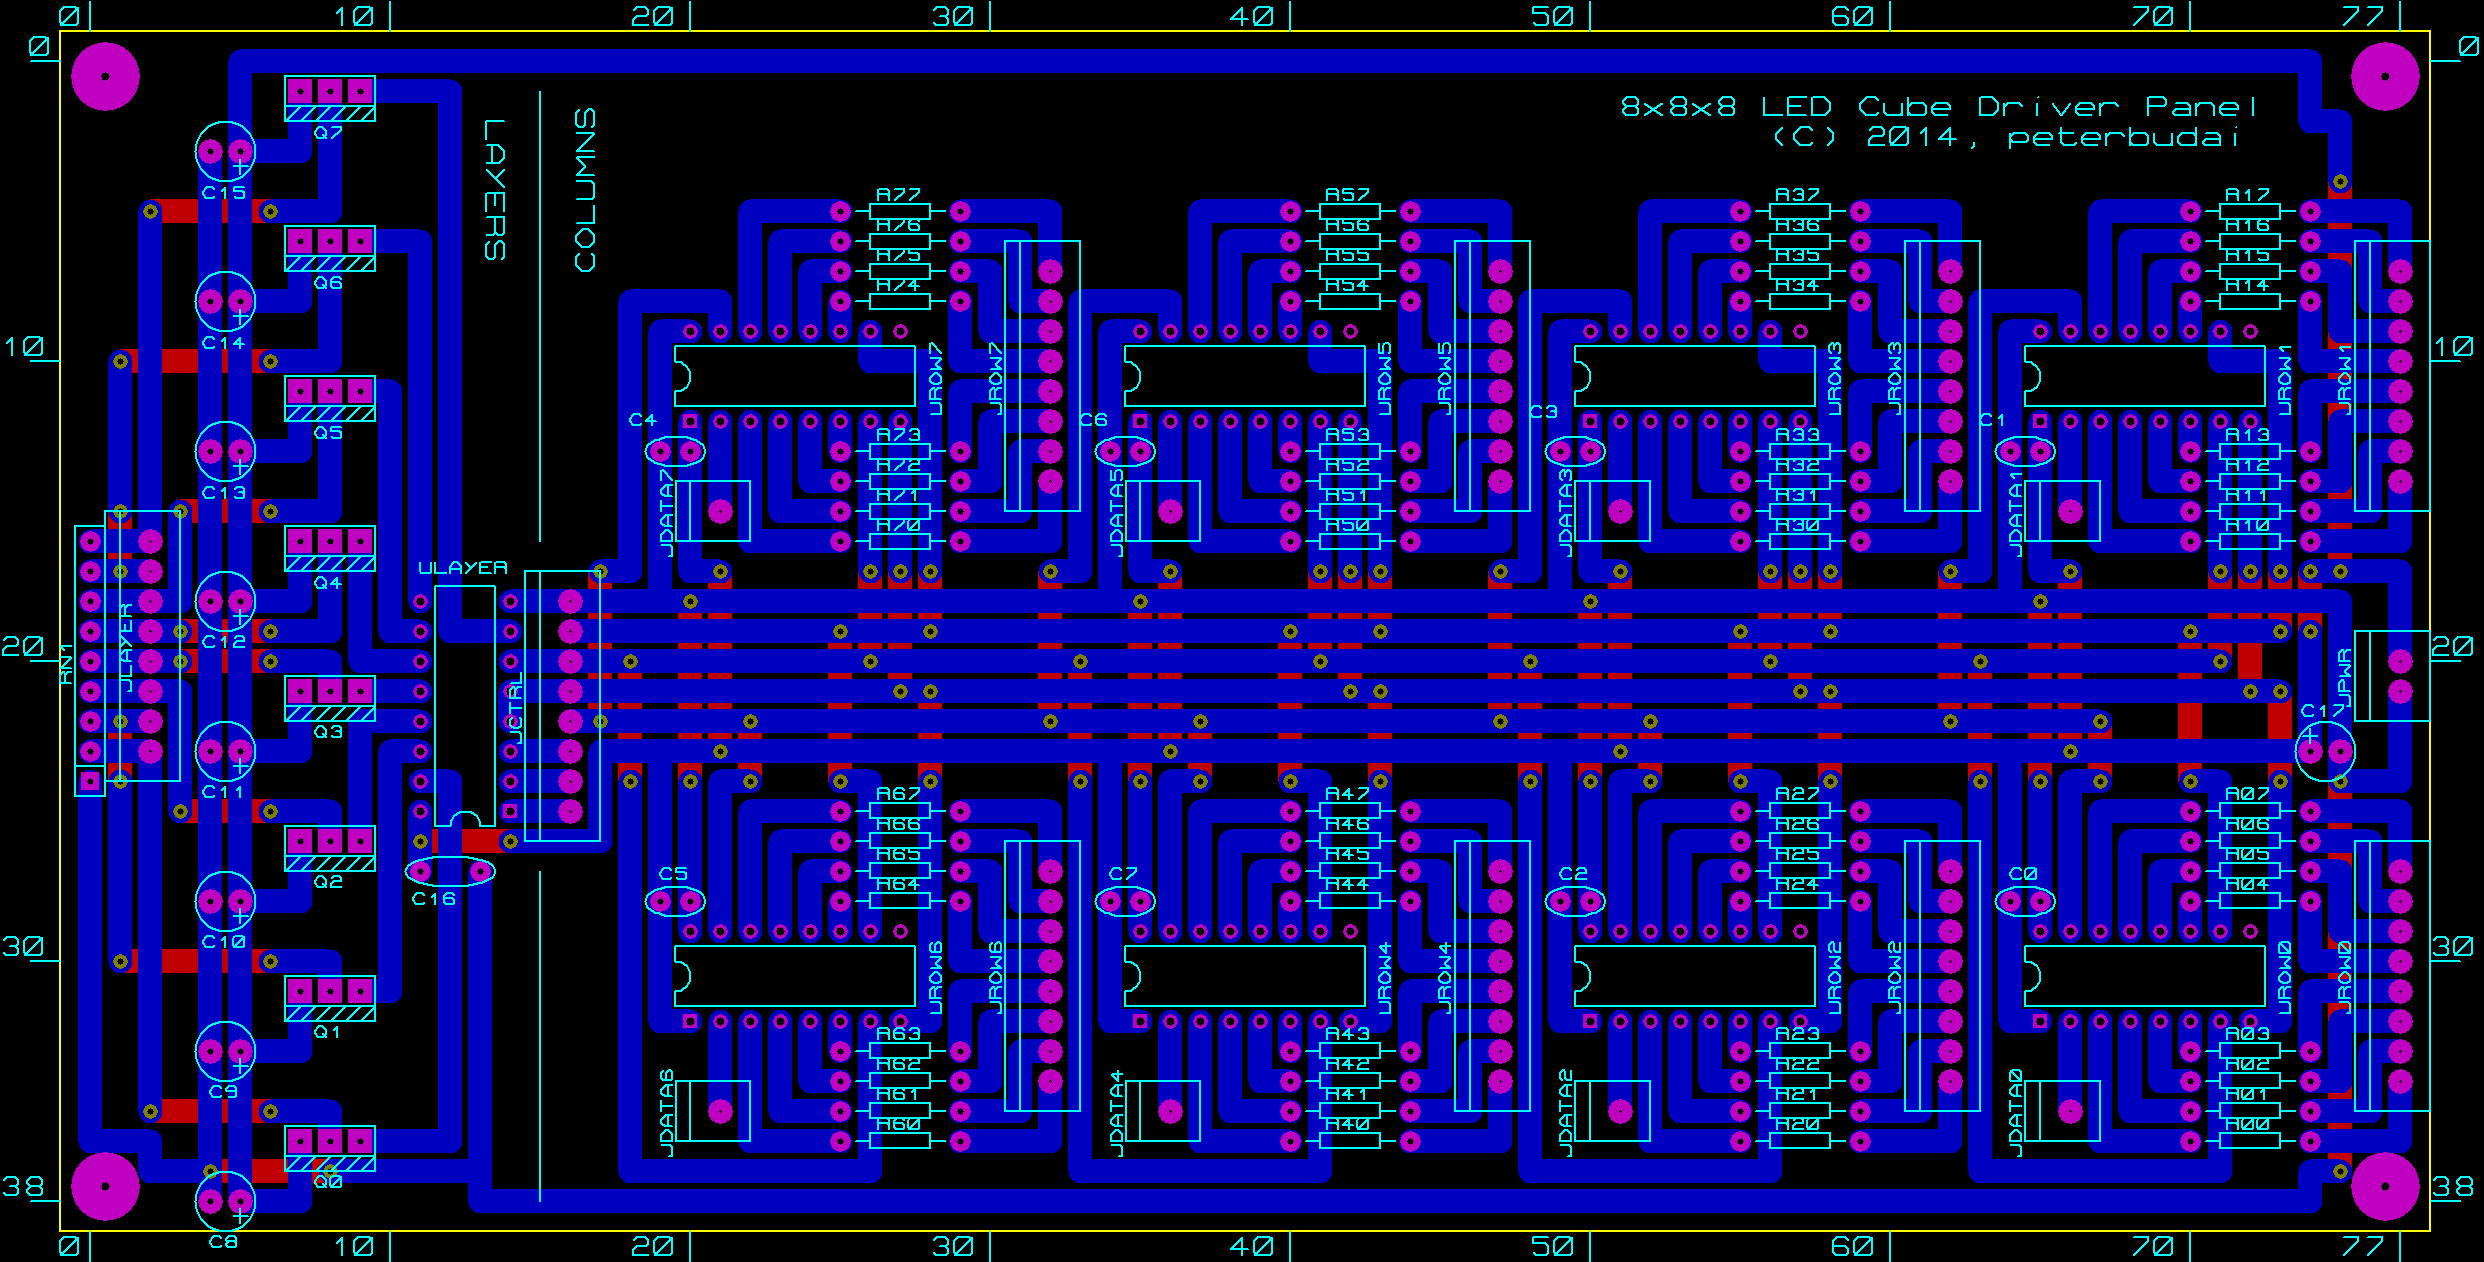 0 10 20 30 40 50 60 70 77
0 0
8x8x8 LED Cube Driver Panel
(C) 2014, peterbudai
LAYERS COLUMNS
Q7
C15
R77 R57 R37 R17
R76 R56 R36 R16
R75 R55 R35 R15
R74 R54 R34 R14
Q6
C14
10 10
UROW7 JROW7 UROW5 JROW5 UROW3 JROW3 UROW1 JROW1
C4 C6 C3 C1
Q5
R73 R53 R33 R13
R72 R52 R32 R12
R71 R51 R31 R11
R70 R50 R30 R10
C13
JDATA7 JDATA5 JDATA3 JDATA1
ULAYER
Q4
C12
20 20
RN1 JLAYER JCTRL JPWR
C17
Q3
C11
R67 R47 R27 R07
R66 R46 R26 R06
R65 R45 R25 R05
R64 R44 R24 R04
C5 C7 C2 C0
Q2
C16
C10
30 30
UROW6 JROW6 UROW4 JROW4 UROW2 JROW2 UROW0 JROW0
Q1
R63 R43 R23 R03
R62 R42 R22 R02
R61 R41 R21 R01
R60 R40 R20 R00
C9
JDATA6 JDATA4 JDATA2 JDATA0
Q0
38 38
C8
0 10 20 30 40 50 60 70 77